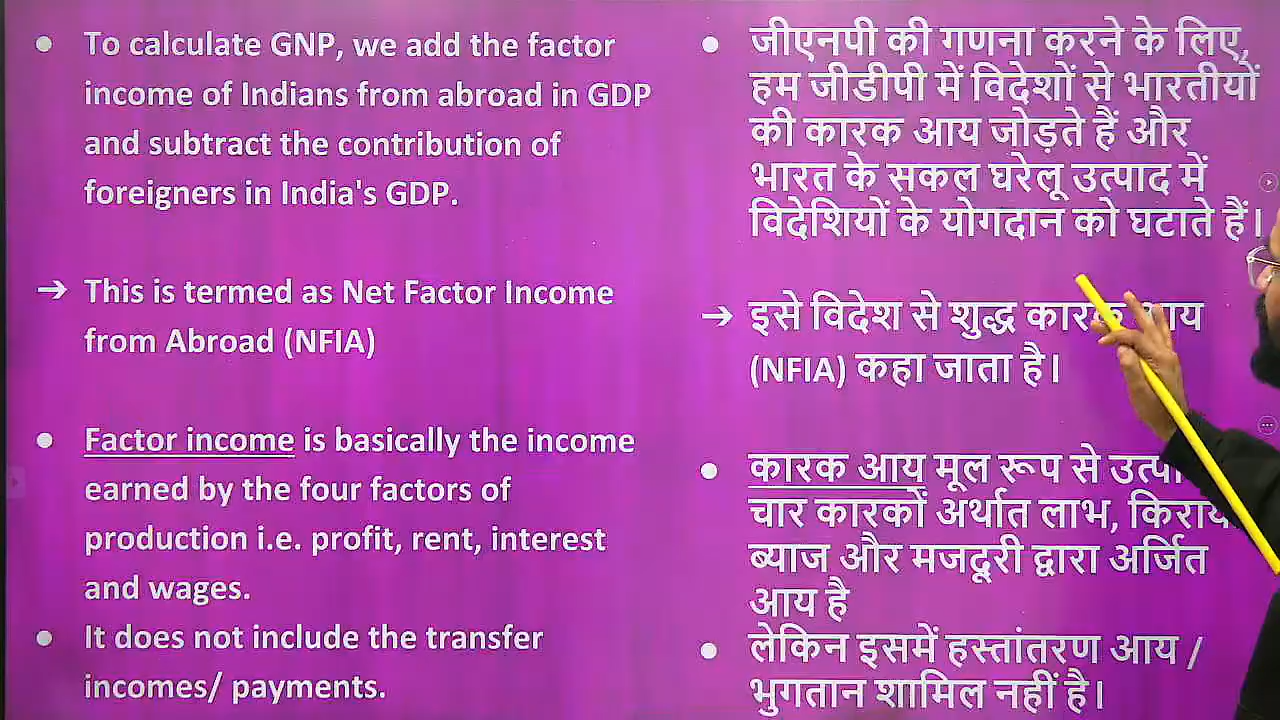 To calculate GNP, we add the factor
income of Indians from abroad in GDP
and subtract the contribution of
foreigners in India's GDP.
This is termed as Net Factor Income
from Abroad (NFIA)
Factor income is basically the income
earned by the four factors of
production i.e. profit, rent, interest
and wages.
It does not include the transfer
incomes/ payments.
जीएनपी की गणना करने के लिए,
हम जीडीपी में विदेशों से भारतीयों
की कारक आय जोड़ते हैं और
भारत के सकल घरेलू उत्पाद में
विदेशियों के योगदान को घटाते हैं।
इसे विदेश से शुद्ध कारक आय
(NFIA) कहा जाता है।
कारक आय मूल रूप से
चार कारकों अर्थात लाभ,
ब्याज और मजदूरी द्वारा अर्जित
आय है
लेकिन इसमें हस्तांतरण आय /
भुगतान शामिल नहीं है।